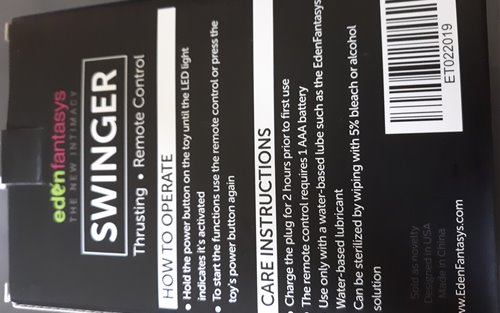 edenfantasys
THE NEW INTIMACY
SWINGER
Thrusting • Remote Control
HOW TO OPERATE
• Hold the power button on the toy until the LED light
indicates it's activated
• To start the functions use the remote control or press the
toy's power button again
CARE INSTRUCTIONS
• Charge the plug for 2 hours prior to first use
• The remote control requires 1 AAA battery
Use only with a water-based lube such as the EdenFantasys
Water-based lubricant
Can be sterilized by wiping with 5% bleach or alcohol
solution
Sold as novelty
Designed in USA
Made in China
www.EdenFantasys.com
ET022019